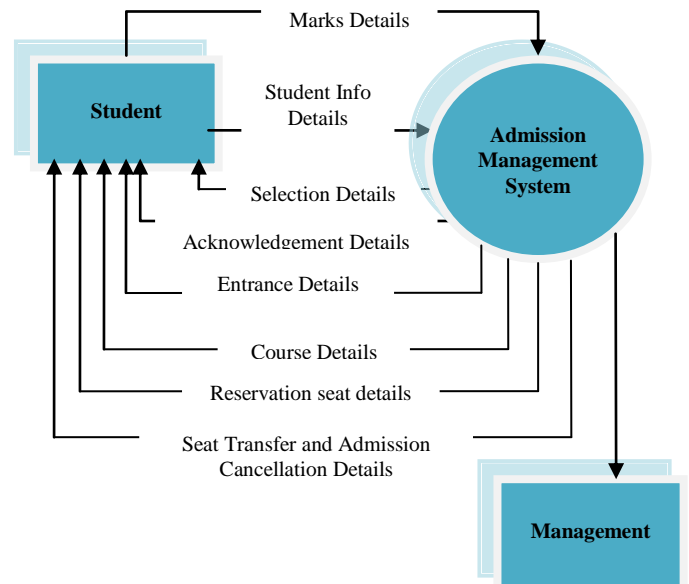 Marks Details
Student
Student Info
Details
Admission
Management
System
Selection Details
Acknowledgement Details
Entrance Details
Course Details
Reservation seat details
Seat Transfer and Admission
Cancellation Details
Management